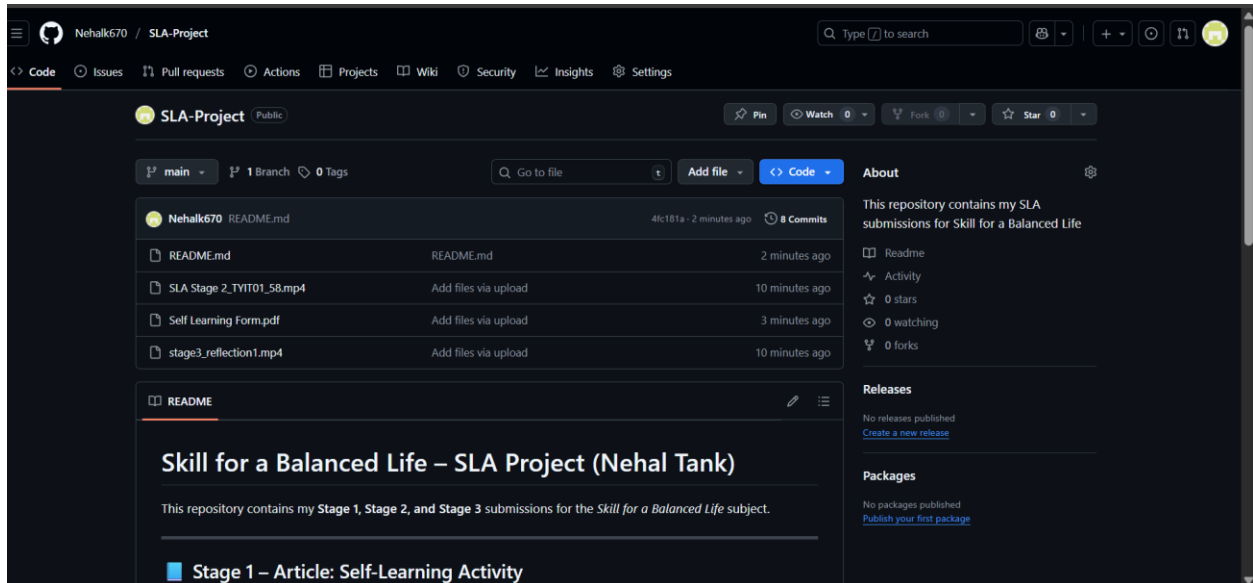 Nehalk670 / SLA-Project
Type / to search
Code Issues Pull requests Actions Projects Wiki Security Insights Settings
SLA-Project Public
Pin Watch 0 Fork 0 Star 0
main 1 Branch 0 Tags Go to file t Add file Code
Nehalk670 README.md 4fc181a · 2 minutes ago 8 Commits
README.md README.md 2 minutes ago
SLA Stage 2_TYIT01_58.mp4 Add files via upload 10 minutes ago
Self Learning Form.pdf Add files via upload 3 minutes ago
stage3_reflection1.mp4 Add files via upload 10 minutes ago
README
Skill for a Balanced Life – SLA Project (Nehal Tank)
This repository contains my Stage 1, Stage 2, and Stage 3 submissions for the Skill for a Balanced Life subject.
Stage 1 – Article: Self-Learning Activity
About
This repository contains my SLA
submissions for Skill for a Balanced Life
Readme
Activity
0 stars
0 watching
0 forks
Releases
No releases published
Create a new release
Packages
No packages published
Publish your first package